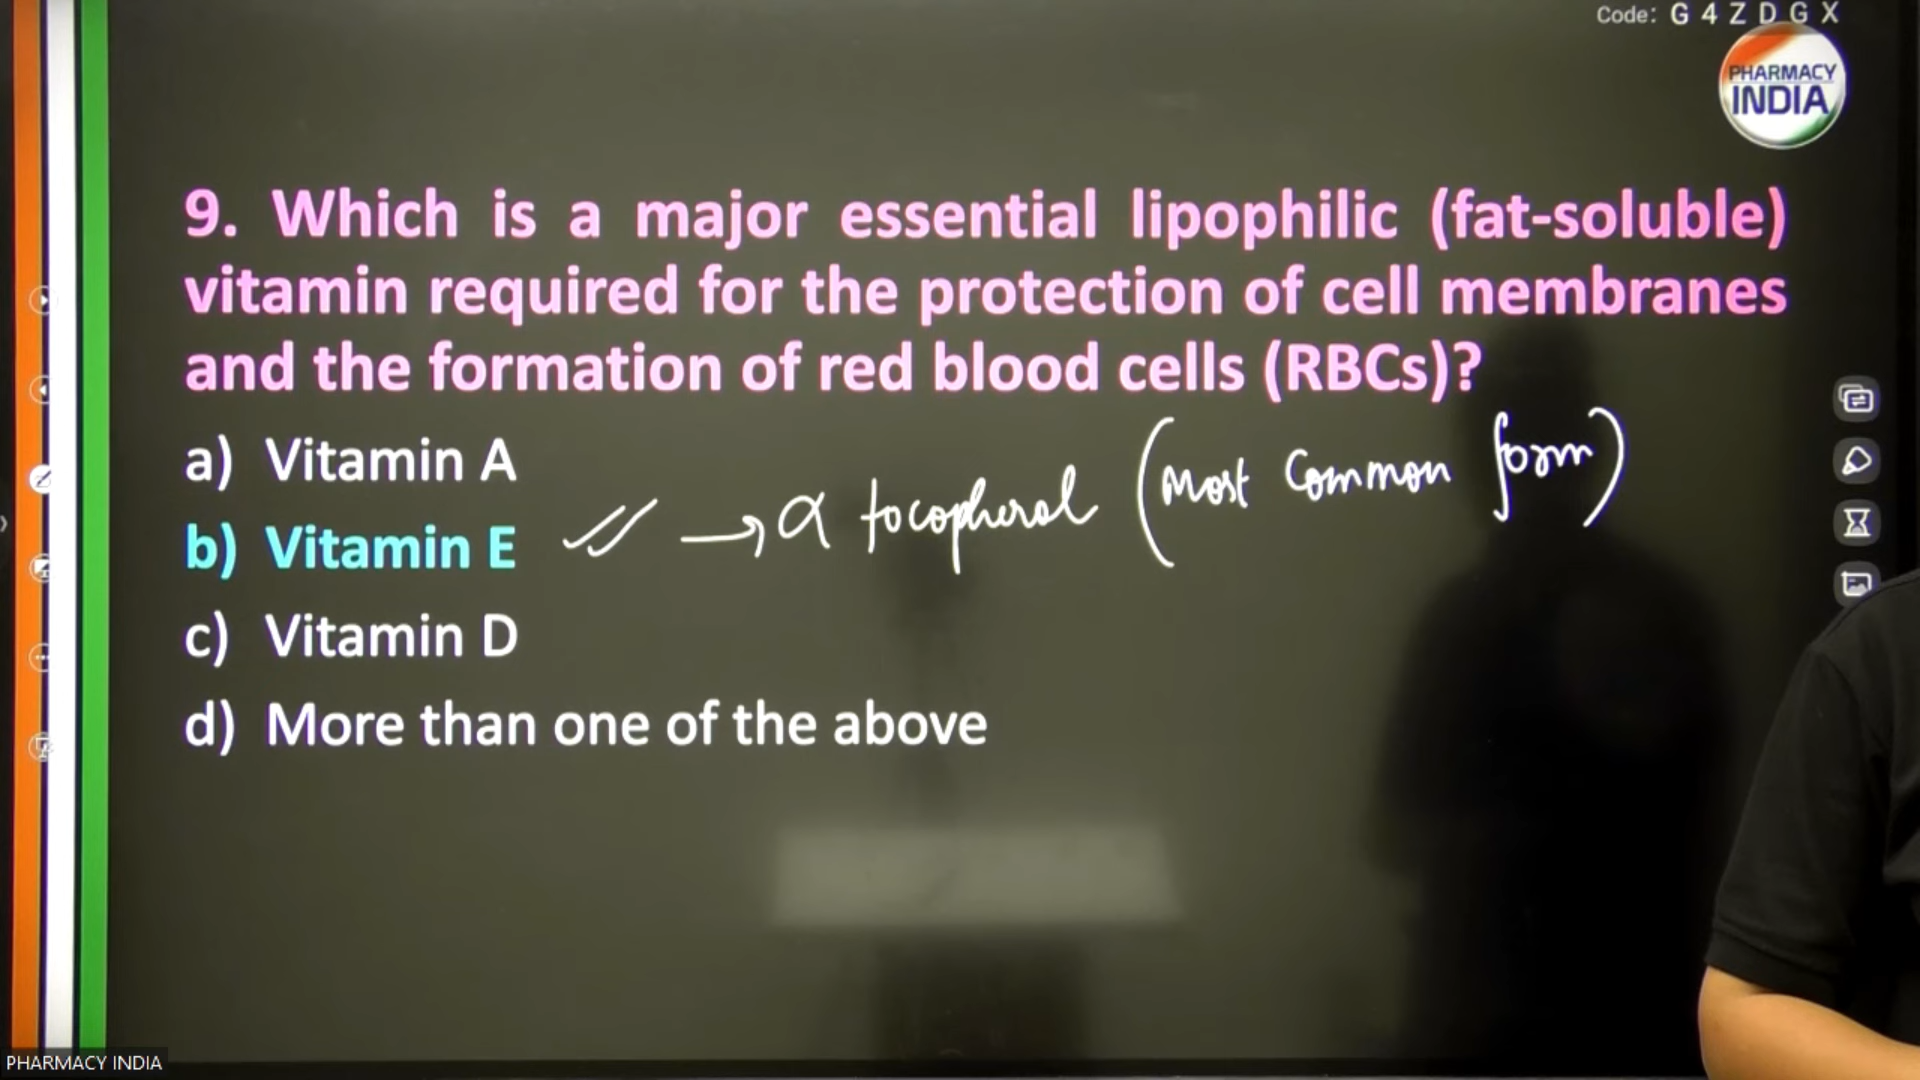 Code: G 4 Z D G X
PHARMACY
INDIA
9. Which is a major essential lipophilic (fat-soluble)
vitamin required for the protection of cell membranes
and the formation of red blood cells (RBCs)?
a) Vitamin A
b) Vitamin E → α tocopherol (Most Common form)
c) Vitamin D
d) More than one of the above
PHARMACY INDIA